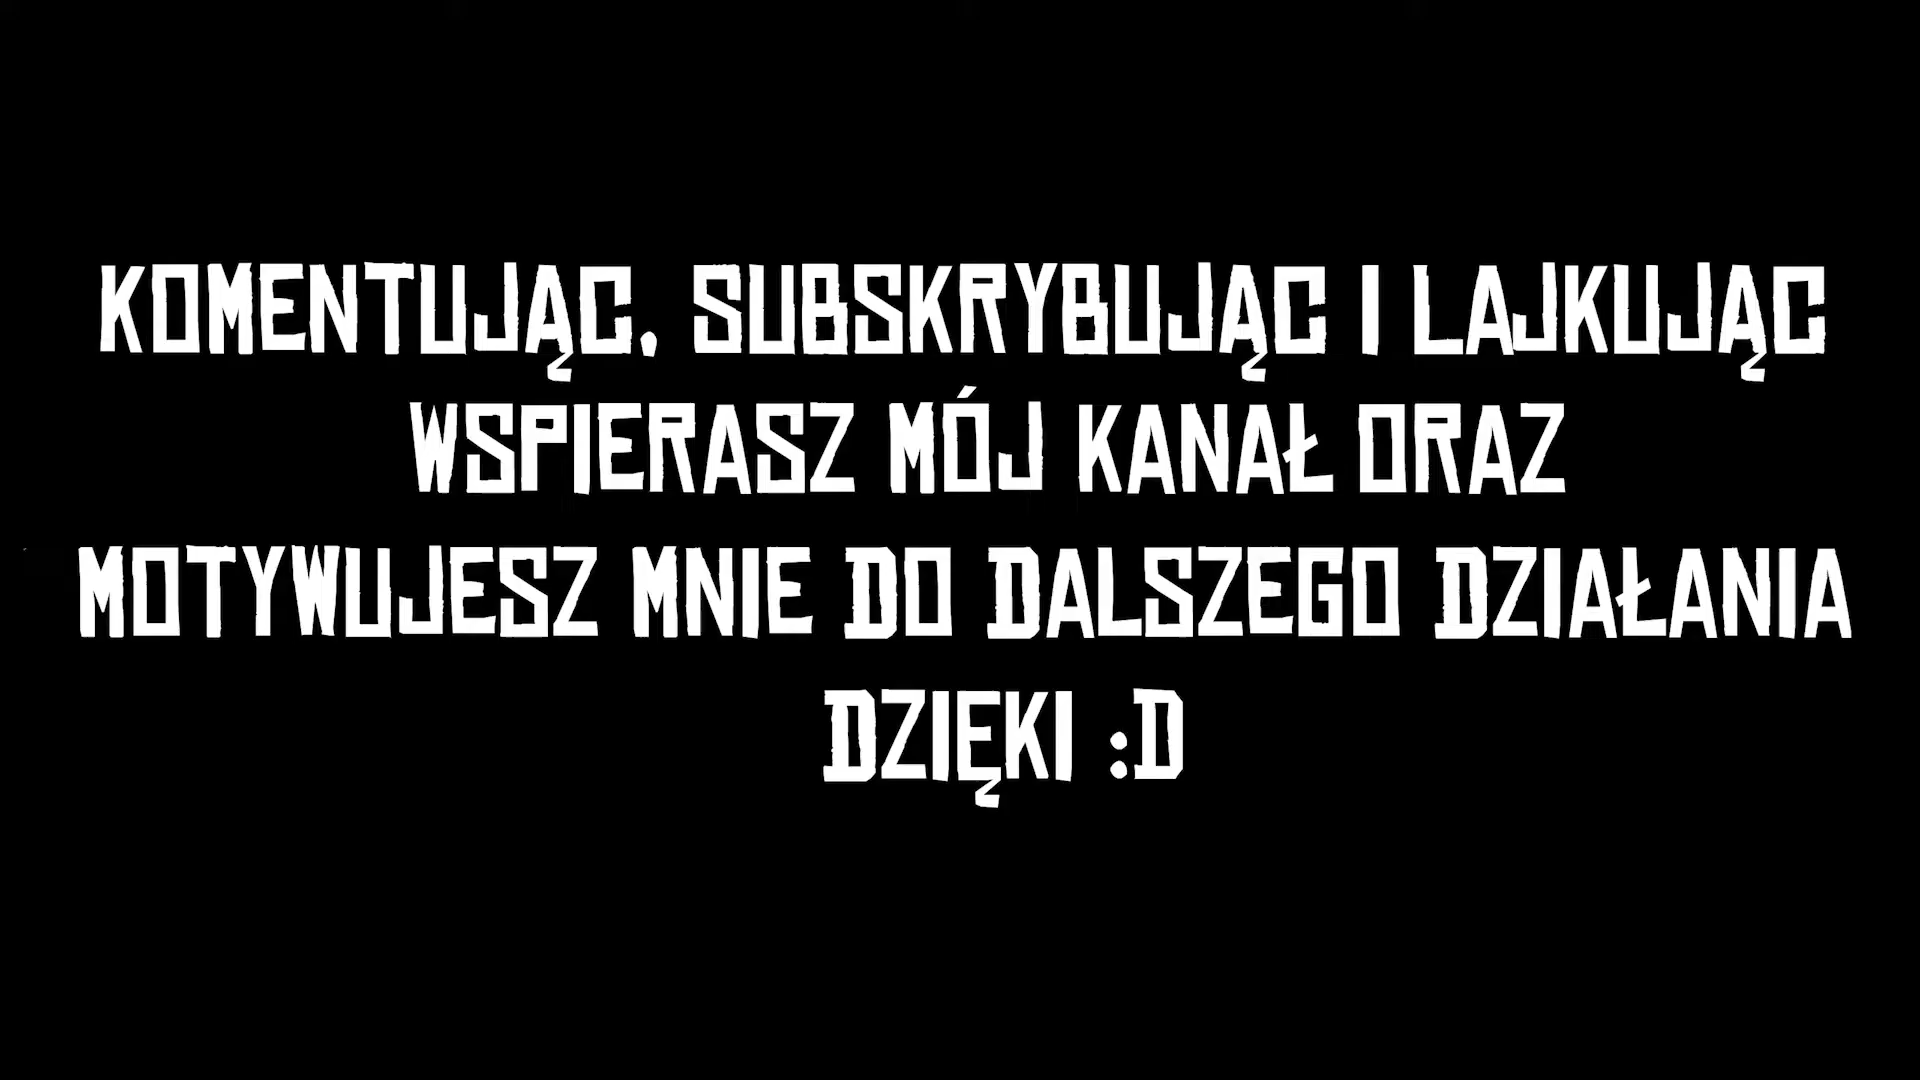 KOMENTUJĄC, SUBSKRYBUJĄC I LAJKUJĄC
WSPIERASZ MÓJ KANAŁ ORAZ
MOTYWUJESZ MNIE DO DALSZEGO DZIAŁANIA
DZIĘKI :D